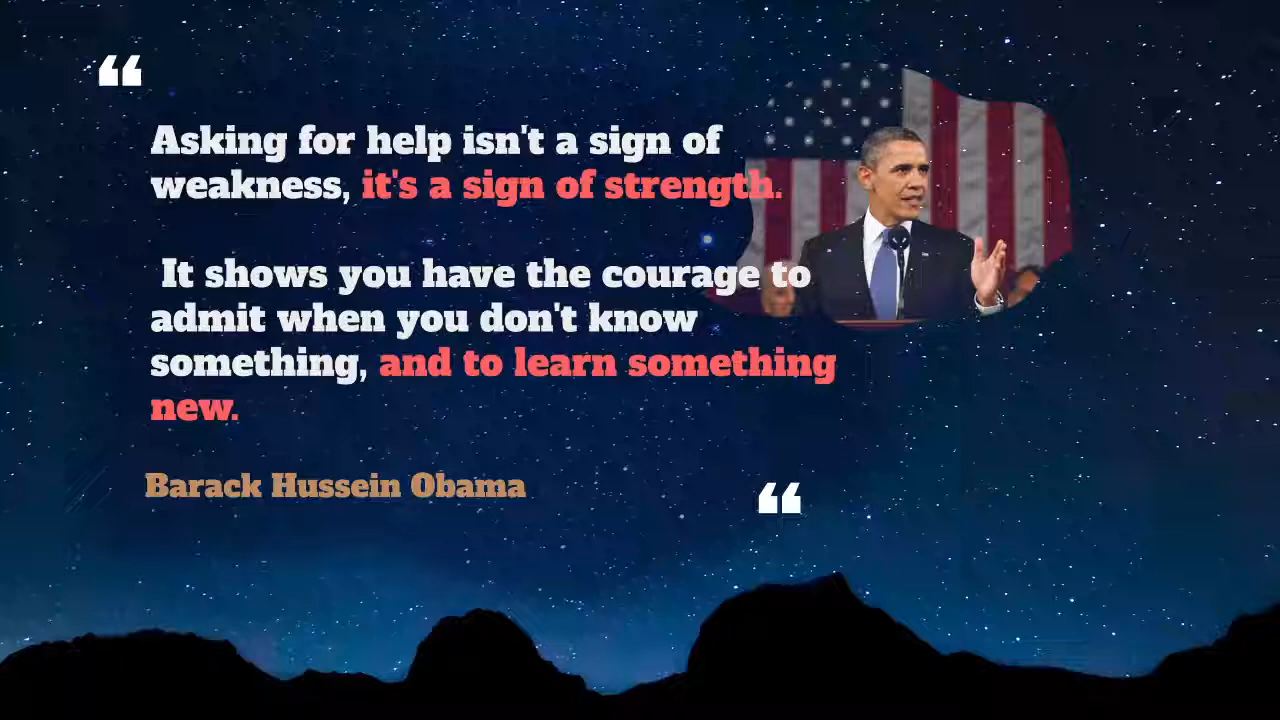 ❝
Asking for help isn't a sign of
weakness, it's a sign of strength.
It shows you have the courage to
admit when you don't know
something, and to learn something
new.
Barack Hussein Obama
❝